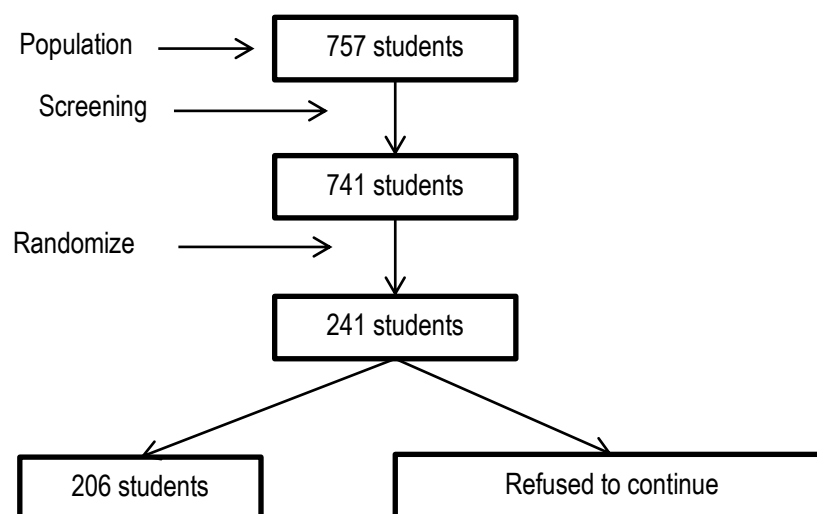 Population
757 students
Screening
741 students
Randomize
241 students
206 students
Refused to continue